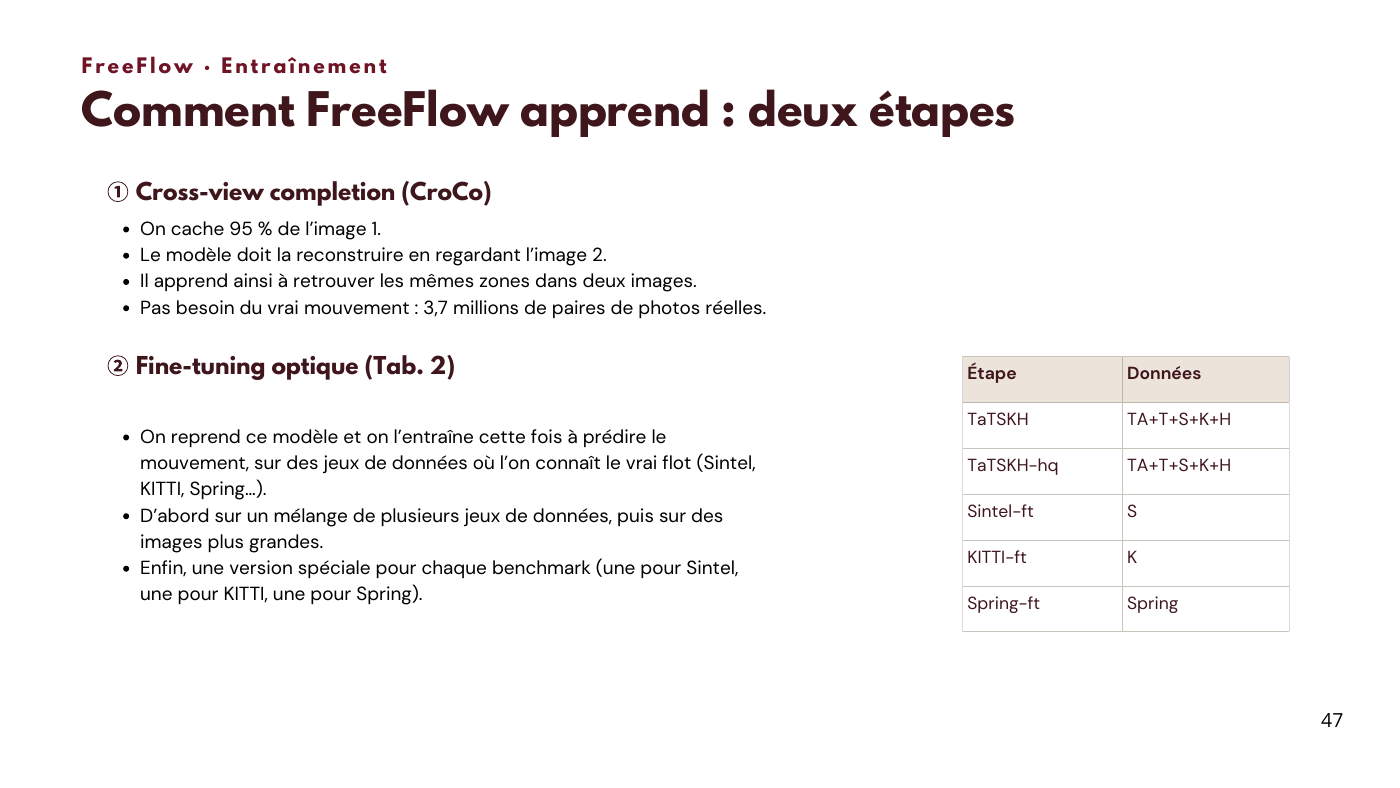 FreeFlow · Entraînement
Comment FreeFlow apprend : deux étapes
① Cross-view completion (CroCo)
• On cache 95 % de l’image 1.
• Le modèle doit la reconstruire en regardant l’image 2.
• Il apprend ainsi à retrouver les mêmes zones dans deux images.
• Pas besoin du vrai mouvement : 3,7 millions de paires de photos réelles.
② Fine-tuning optique (Tab. 2)
• On reprend ce modèle et on l’entraîne cette fois à prédire le
mouvement, sur des jeux de données où l’on connaît le vrai flot (Sintel,
KITTI, Spring…).
• D’abord sur un mélange de plusieurs jeux de données, puis sur des
images plus grandes.
• Enfin, une version spéciale pour chaque benchmark (une pour Sintel,
une pour KITTI, une pour Spring).
Étape Données
TaTSKH TA+T+S+K+H
TaTSKH-hq TA+T+S+K+H
Sintel-ft S
KITTI-ft K
Spring-ft Spring
47